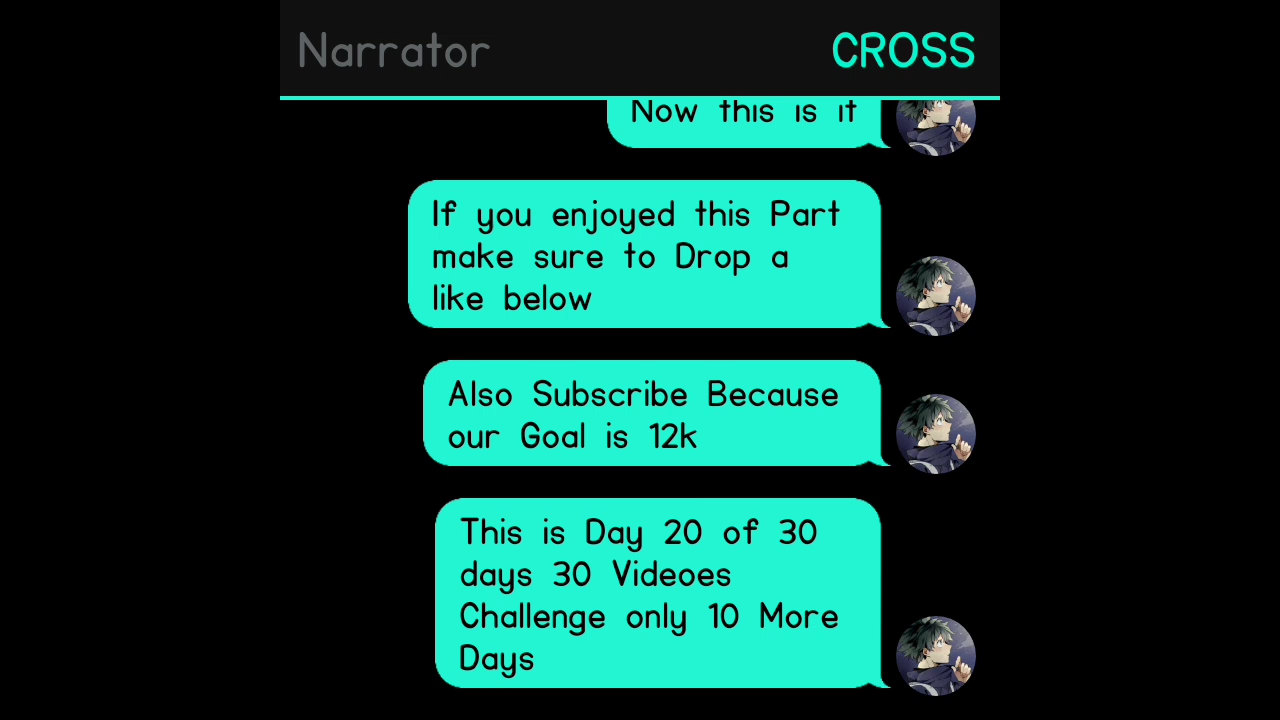 Narrator CROSS
Now this is it
If you enjoyed this Part
make sure to Drop a
like below
Also Subscribe Because
our Goal is 12k
This is Day 20 of 30
days 30 Videoes
Challenge only 10 More
Days